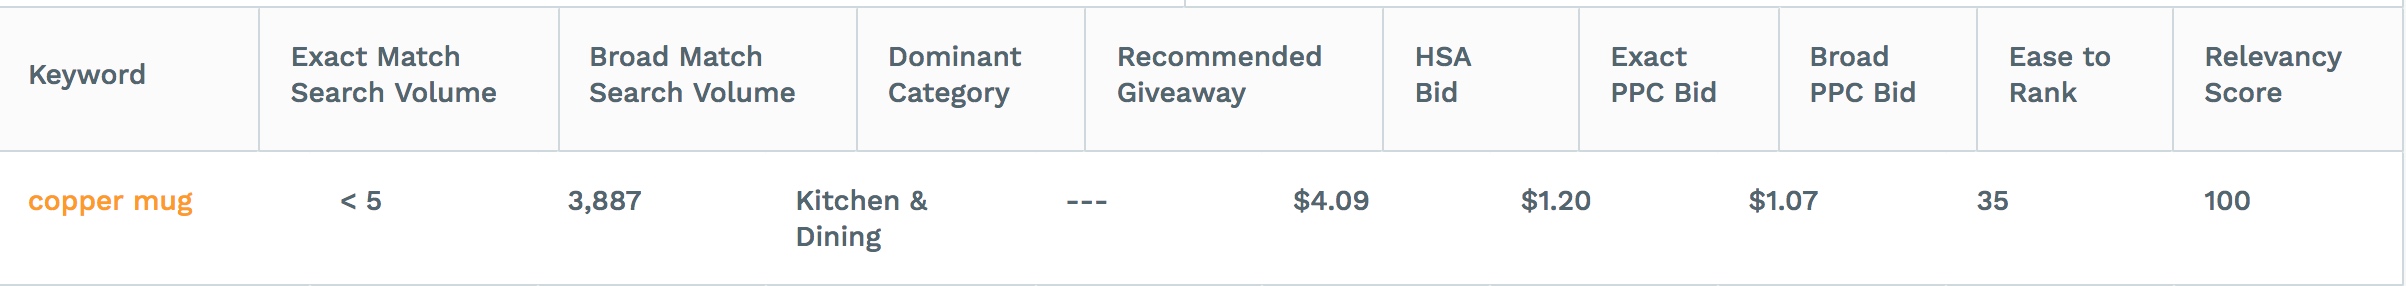 Keyword
Exact Match
Search Volume
Broad Match
Search Volume
Dominant
Category
Recommended
Giveaway
HSA
Bid
Exact
PPC Bid
Broad
PPC Bid
Ease to
Rank
Relevancy
Score
copper mug
< 5
3,887
Kitchen &
Dining
---
$4.09
$1.20
$1.07
35
100